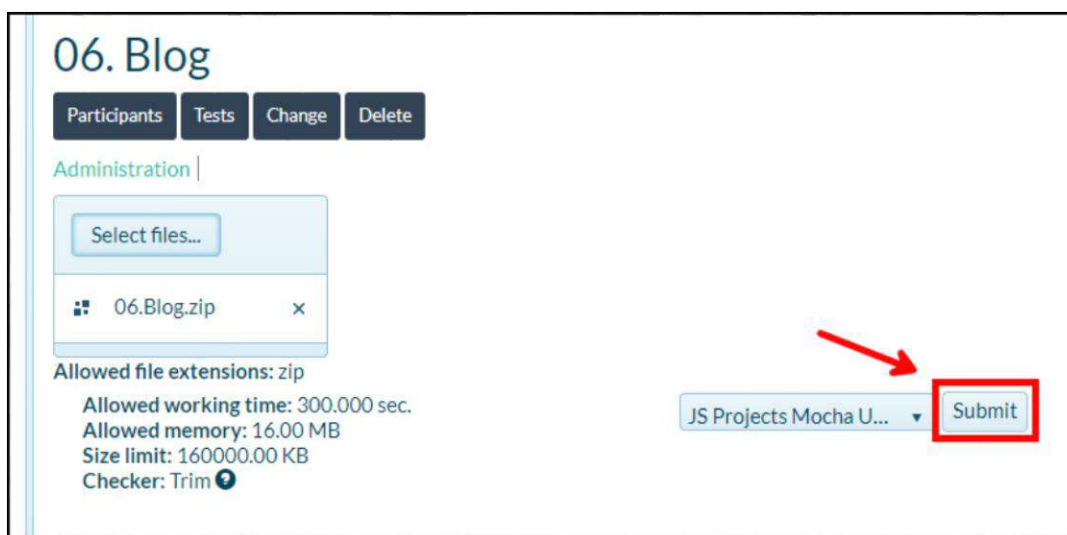 06. Blog
Participants Tests Change Delete
Administration |
Select files...
06.Blog.zip ×
Allowed file extensions: zip
Allowed working time: 300.000 sec.
Allowed memory: 16.00 MB
Size limit: 160000.00 KB
Checker: Trim ?
JS Projects Mocha U... ▾ Submit